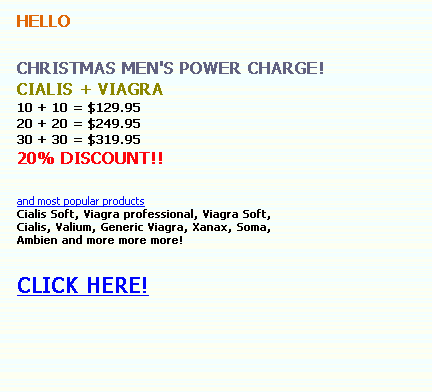 HELLO
CHRISTMAS MEN'S POWER CHARGE!
CIALIS + VIAGRA
10 + 10 = $129.95
20 + 20 = $249.95
30 + 30 = $319.95
20% DISCOUNT!!
and most popular products
Cialis Soft, Viagra professional, Viagra Soft,
Cialis, Valium, Generic Viagra, Xanax, Soma,
Ambien and more more more!
CLICK HERE!